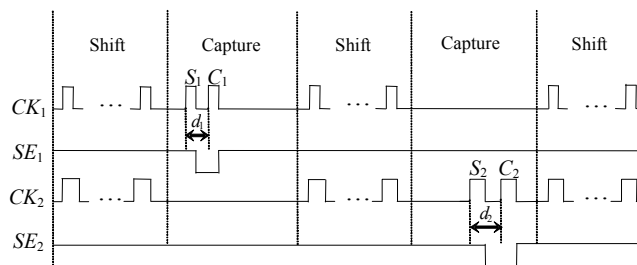 Shift Capture Shift Capture Shift
S1 C1
CK1 ... ...  ...
d1
SE1
S2 C2
CK2 ... ... ...
d2
SE2